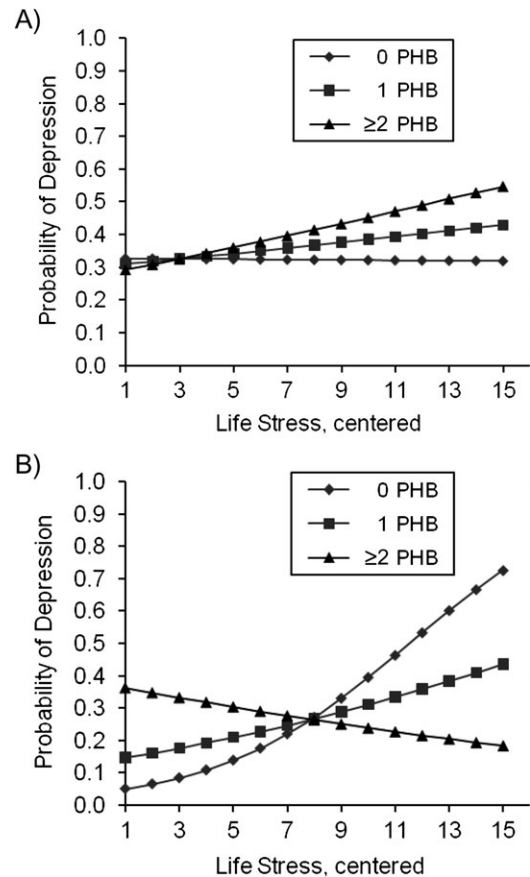 A)
Probability of Depression
1.0
0.9
0.8
0.7
0.6
0.5
0.4
0.3
0.2
0.1
0.0
0 PHB
1 PHB
≥2 PHB
1 3 5 7 9 11 13 15
Life Stress, centered
B)
Probability of Depression
1.0
0.9
0.8
0.7
0.6
0.5
0.4
0.3
0.2
0.1
0.0
0 PHB
1 PHB
≥2 PHB
1 3 5 7 9 11 13 15
Life Stress, centered